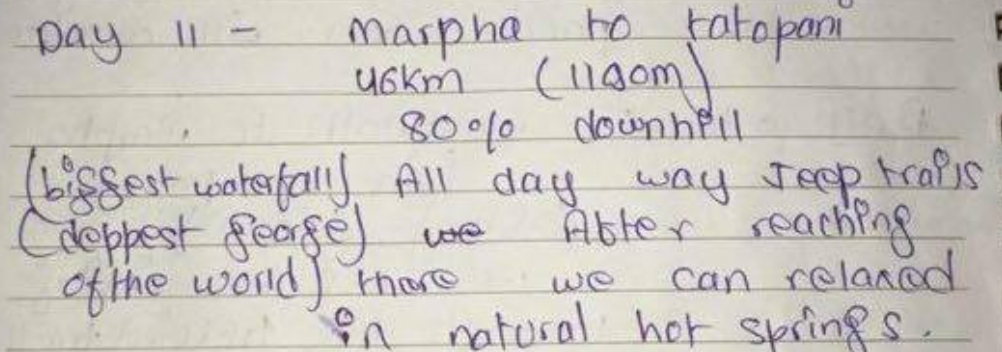 Day 11 - Marpha to tatopani
46km (1190m)
80% downhill
(biggest waterfall) All day way Jeep trails
(deppest george) we After reaching
of the world) there we can relaxed
in natural hot springs.